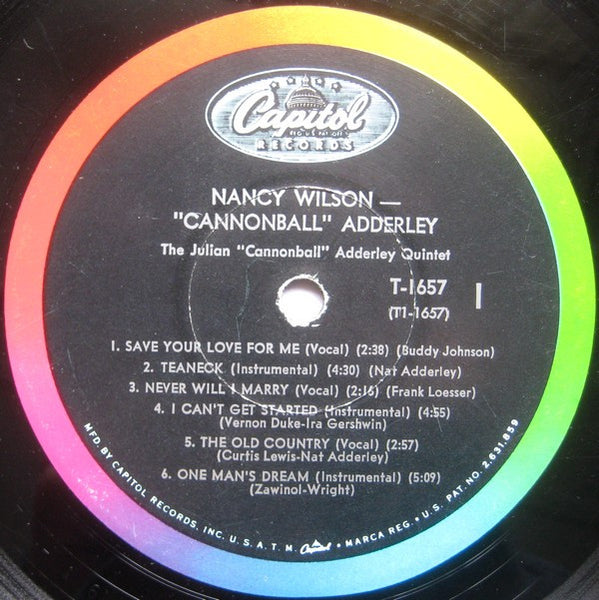 Capitol
RECORDS
NANCY WILSON —
"CANNONBALL" ADDERLEY
The Julian "Cannonball" Adderley Quintet
T-1657 1
(T1-1657)
1. SAVE YOUR LOVE FOR ME (Vocal) (2:38) (Buddy Johnson)
2. TEANECK (Instrumental) (4:30) (Nat Adderley)
3. NEVER WILL I MARRY (Vocal) (2:16) (Frank Loesser)
4. I CAN'T GET STARTED (Instrumental) (4:55)
(Vernon Duke-Ira Gershwin)
5. THE OLD COUNTRY (Vocal) 2:57)
(Curtis Lewis-Nat Adderley)
6. ONE MAN'S DREAM (Instrumental) (5:09)
(Zawinol-Wright)
MFD. BY CAPITOL RECORDS, INC. U.S.A. T.M. Capitol MARCA REG. • U.S. PAT. NO. 2,631,859